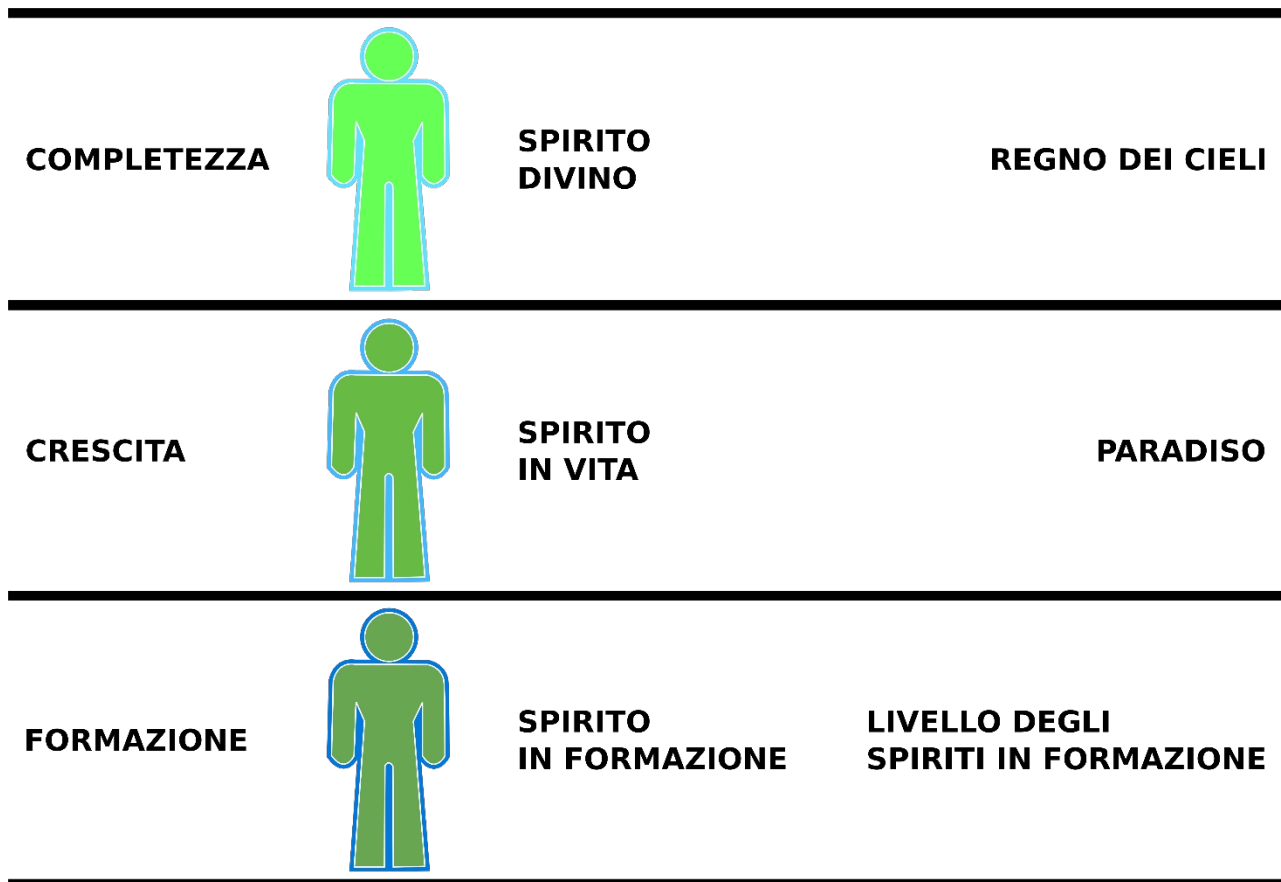 COMPLETEZZA
SPIRITO
DIVINO
REGNO DEI CIELI
CRESCITA
SPIRITO
IN VITA
PARADISO
FORMAZIONE
SPIRITO
IN FORMAZIONE
LIVELLO DEGLI
SPIRITI IN FORMAZIONE